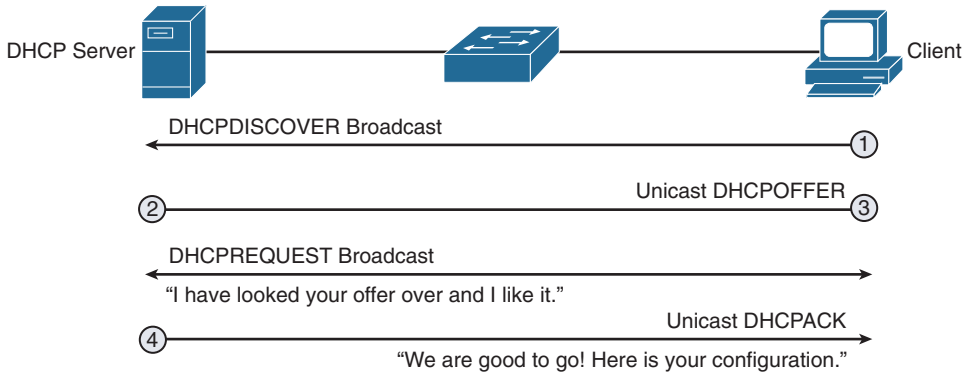 DHCP Server
Client
DHCPDISCOVER Broadcast
1
Unicast DHCPOFFER
2
3
DHCPREQUEST Broadcast
“I have looked your offer over and I like it.”
Unicast DHCPACK
4
“We are good to go! Here is your configuration.”